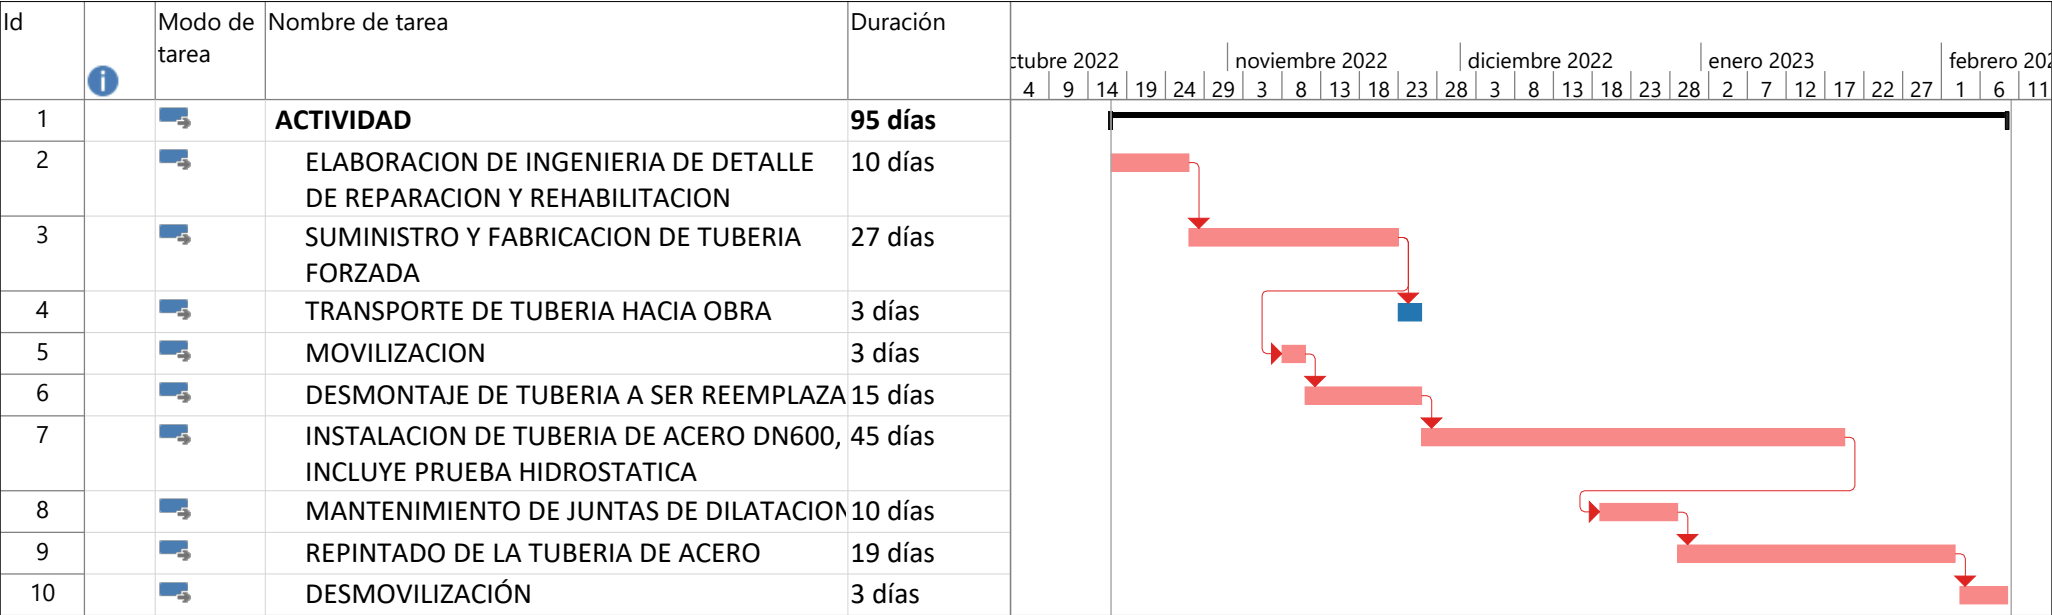 Id
Modo de tarea
Nombre de tarea
Duración
ctubre 2022
noviembre 2022
diciembre 2022
enero 2023
febrero 202
4 9 14 19 24 29 3 8 13 18 23 28 3 8 13 18 23 28 2 7 12 17 22 27 1 6 11
1 ACTIVIDAD 95 días
2 ELABORACION DE INGENIERIA DE DETALLE 10 días
DE REPARACION Y REHABILITACION
3 SUMINISTRO Y FABRICACION DE TUBERIA 27 días
FORZADA
4 TRANSPORTE DE TUBERIA HACIA OBRA 3 días
5 MOVILIZACION 3 días
6 DESMONTAJE DE TUBERIA A SER REEMPLAZA 15 días
7 INSTALACION DE TUBERIA DE ACERO DN600, 45 días
INCLUYE PRUEBA HIDROSTATICA
8 MANTENIMIENTO DE JUNTAS DE DILATACION 10 días
9 REPINTADO DE LA TUBERIA DE ACERO 19 días
10 DESMOVILIZACIÓN 3 días